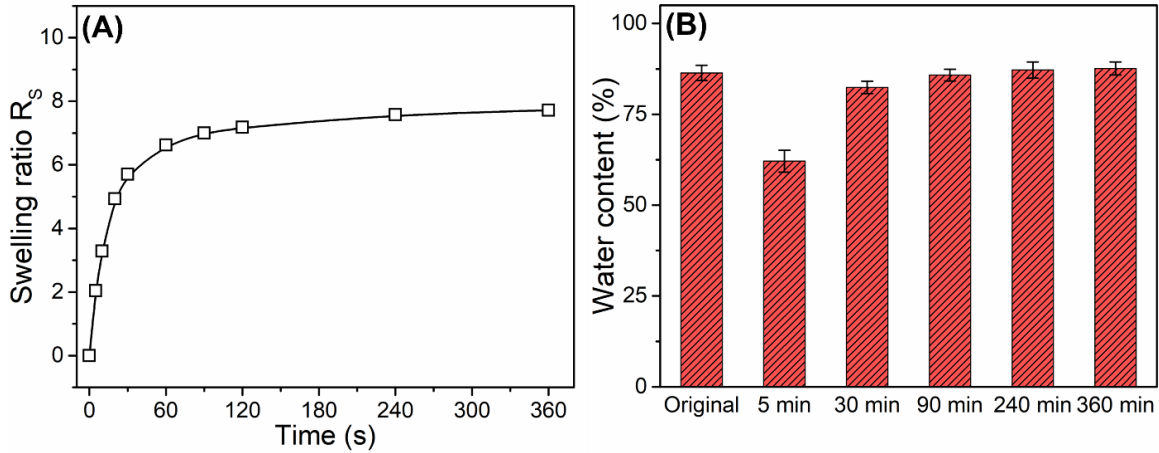 (A)
Swelling ratio R_S
10
8
6
4
2
0
0 60 120 180 240 300 360
Time (s)
(B)
Water content (%)
100
75
50
25
0
Original 5 min 30 min 90 min 240 min 360 min